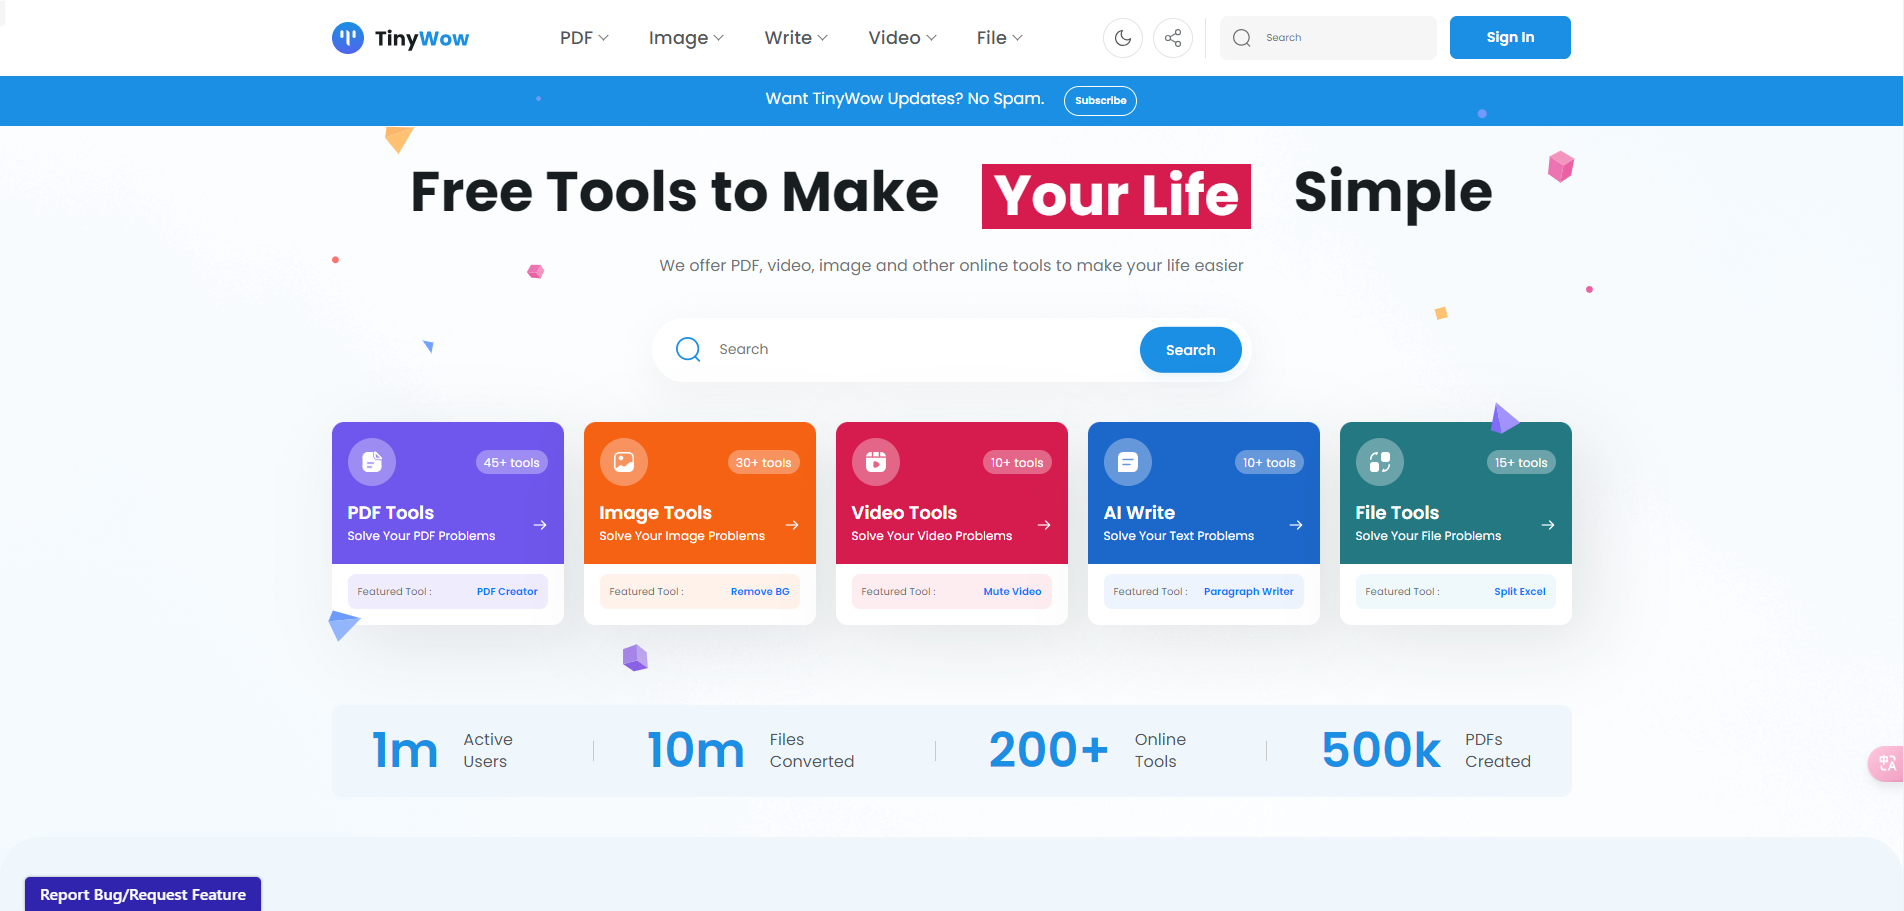 TinyWow
PDF
Image
Write
Video
File
Search
Sign In
Want TinyWow Updates? No Spam.
Subscribe
Free Tools to Make Your Life Simple
We offer PDF, video, image and other online tools to make your life easier
Search
Search
45+ tools
PDF Tools
Solve Your PDF Problems
Featured Tool :
PDF Creator
30+ tools
Image Tools
Solve Your Image Problems
Featured Tool :
Remove BG
10+ tools
Video Tools
Solve Your Video Problems
Featured Tool :
Mute Video
10+ tools
AI Write
Solve Your Text Problems
Featured Tool :
Paragraph Writer
15+ tools
File Tools
Solve Your File Problems
Featured Tool :
Split Excel
1m
Active
Users
10m
Files
Converted
200+
Online
Tools
500k
PDFs
Created
中A
Report Bug/Request Feature